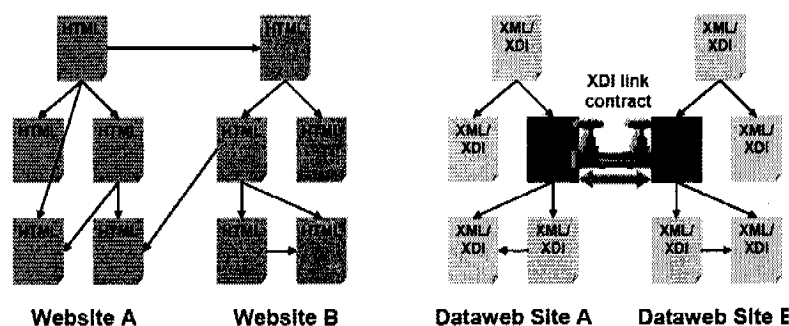 HTML
HTML
HTML
HTML
HTML
HTML
HTML
HTML
HTML
HTML
Website A
Website B
XML/
XDI
XML/
XDI
XDI link
contract
XML/
XDI
XML/
XDI
XML/
XDI
XML/
XDI
XML/
XDI
XML/
XDI
Dataweb Site A
Dataweb Site